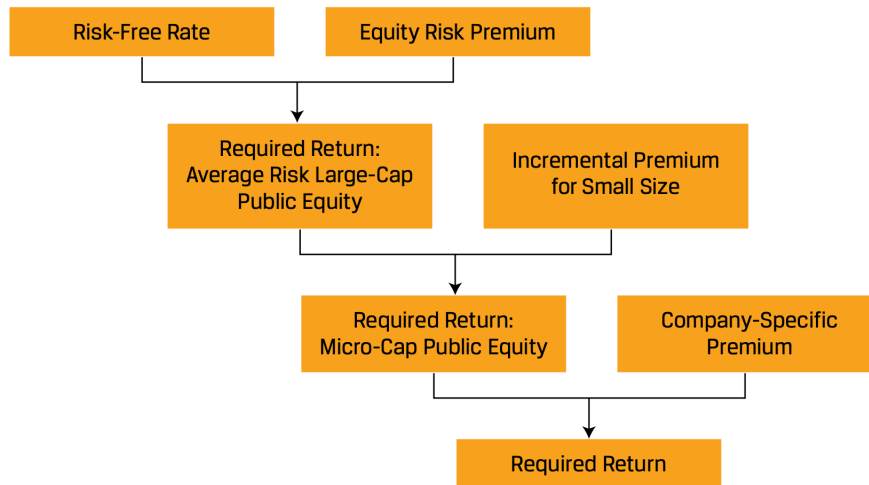 Risk-Free Rate
Equity Risk Premium
Required Return:
Average Risk Large-Cap
Public Equity
Incremental Premium
for Small Size
Required Return:
Micro-Cap Public Equity
Company-Specific
Premium
Required Return